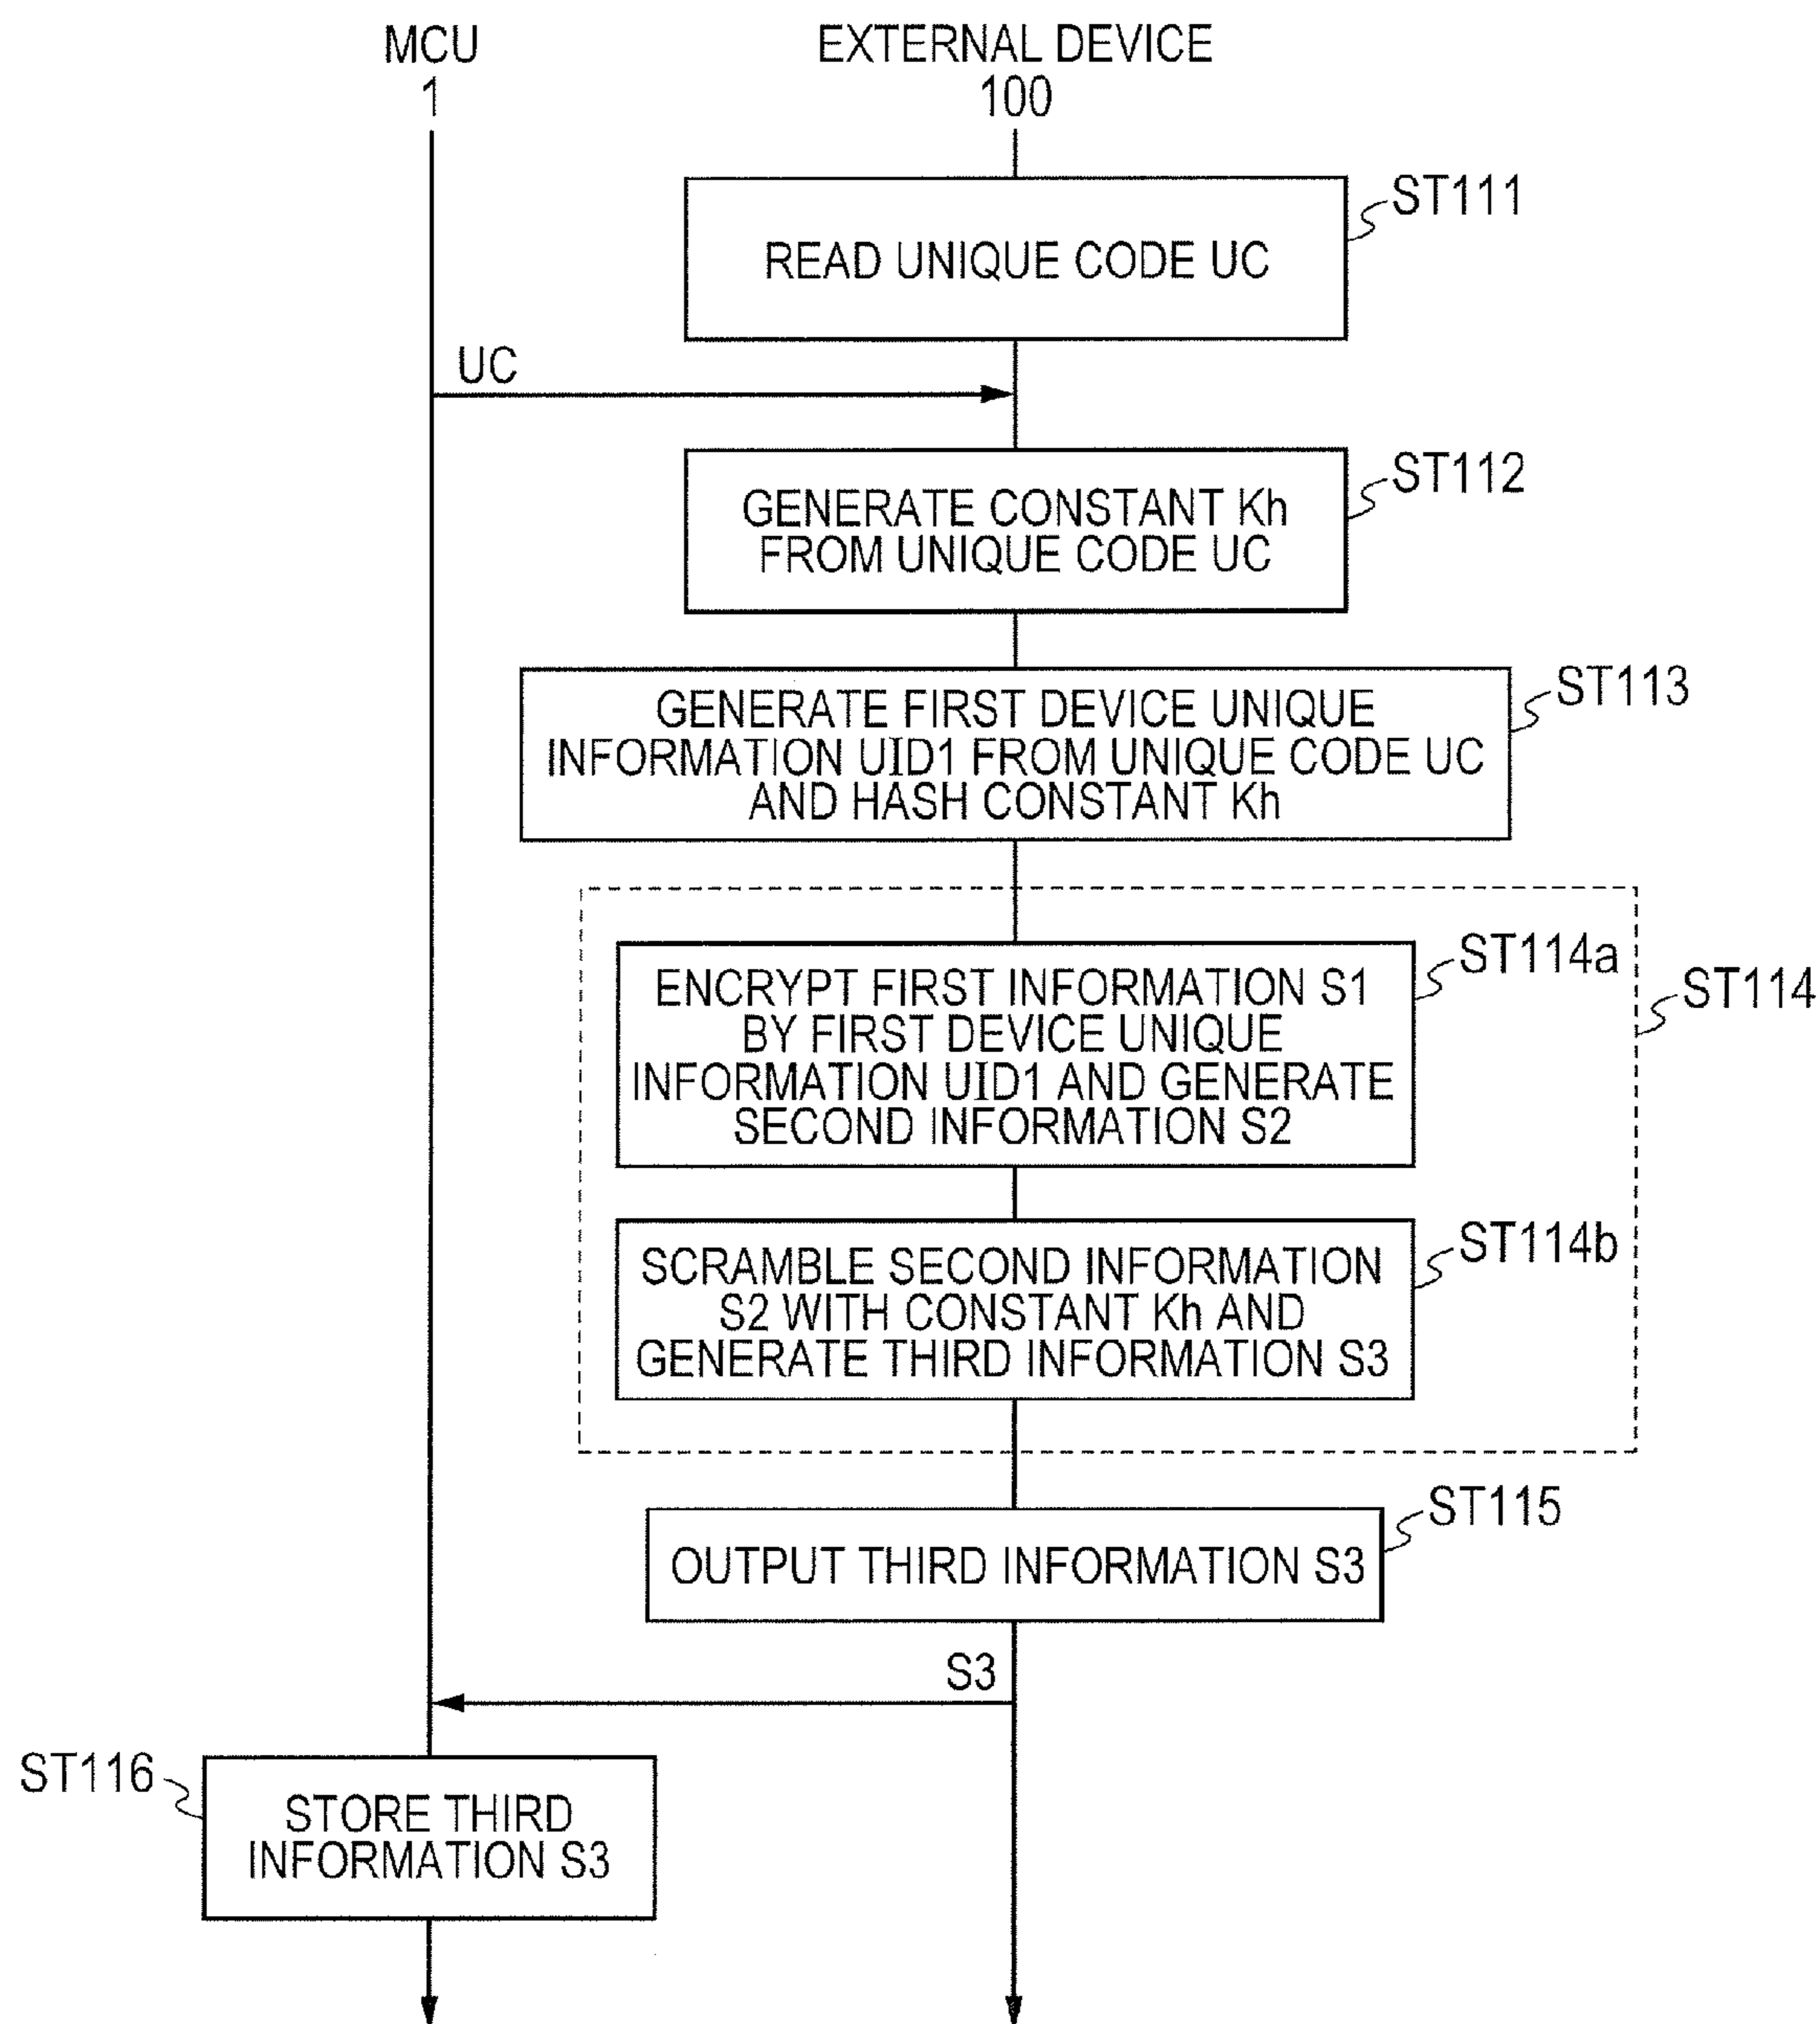 MCU
1
EXTERNAL DEVICE
100
ST111
READ UNIQUE CODE UC
UC
ST112
GENERATE CONSTANT Kh
FROM UNIQUE CODE UC
ST113
GENERATE FIRST DEVICE UNIQUE
INFORMATION UID1 FROM UNIQUE CODE UC
AND HASH CONSTANT Kh
ST114a
ST114
ENCRYPT FIRST INFORMATION S1
BY FIRST DEVICE UNIQUE
INFORMATION UID1 AND GENERATE
SECOND INFORMATION S2
ST114b
SCRAMBLE SECOND INFORMATION
S2 WITH CONSTANT Kh AND
GENERATE THIRD INFORMATION S3
ST115
OUTPUT THIRD INFORMATION S3
S3
ST116
STORE THIRD
INFORMATION S3